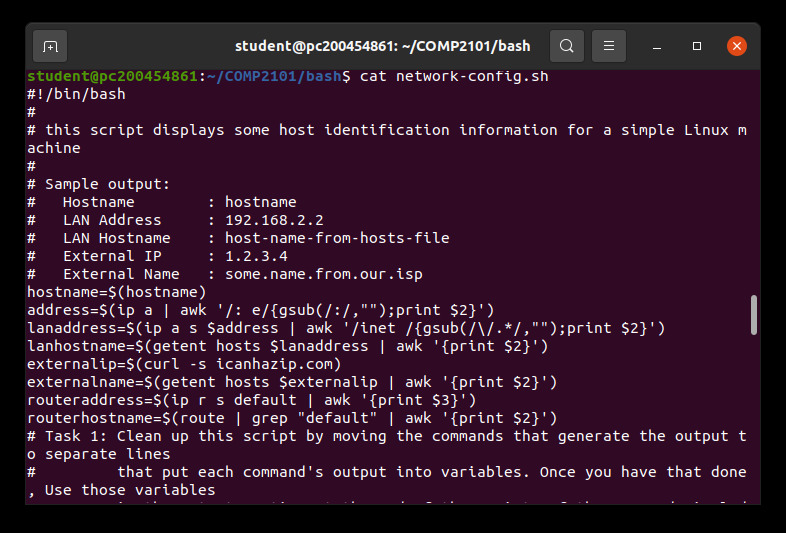 student@pc200454861: ~/COMP2101/bash
student@pc200454861:~/COMP2101/bash$ cat network-config.sh
#!/bin/bash
#
# this script displays some host identification information for a simple Linux m
achine
#
# Sample output:
#   Hostname        : hostname
#   LAN Address     : 192.168.2.2
#   LAN Hostname    : host-name-from-hosts-file
#   External IP     : 1.2.3.4
#   External Name   : some.name.from.our.isp
hostname=$(hostname)
address=$(ip a | awk '/: e/{gsub(/:/,"");print $2}')
lanaddress=$(ip a s $address | awk '/inet /{gsub(/\/.*/,"");print $2}')
lanhostname=$(getent hosts $lanaddress | awk '{print $2}')
externalip=$(curl -s icanhazip.com)
externalname=$(getent hosts $externalip | awk '{print $2}')
routeraddress=$(ip r s default | awk '{print $3}')
routerhostname=$(route | grep "default" | awk '{print $2}')
# Task 1: Clean up this script by moving the commands that generate the output t
o separate lines
#         that put each command's output into variables. Once you have that done
, Use those variables